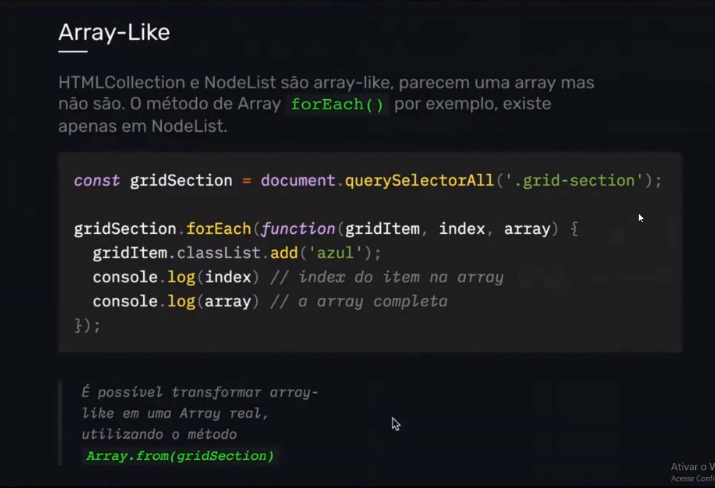 Array-Like
HTMLCollection e NodeList são array-like, parecem uma array mas
não são. O método de Array forEach() por exemplo, existe
apenas em NodeList.
const gridSection = document.querySelectorAll('.grid-section');
gridSection.forEach(function(gridItem, index, array) {
gridItem.classList.add('azul');
console.log(index) // index do item na array
console.log(array) // a array completa
});
É possível transformar array-
like em uma Array real,
utilizando o método
Array.from(gridSection)
Ativar o
Acesse